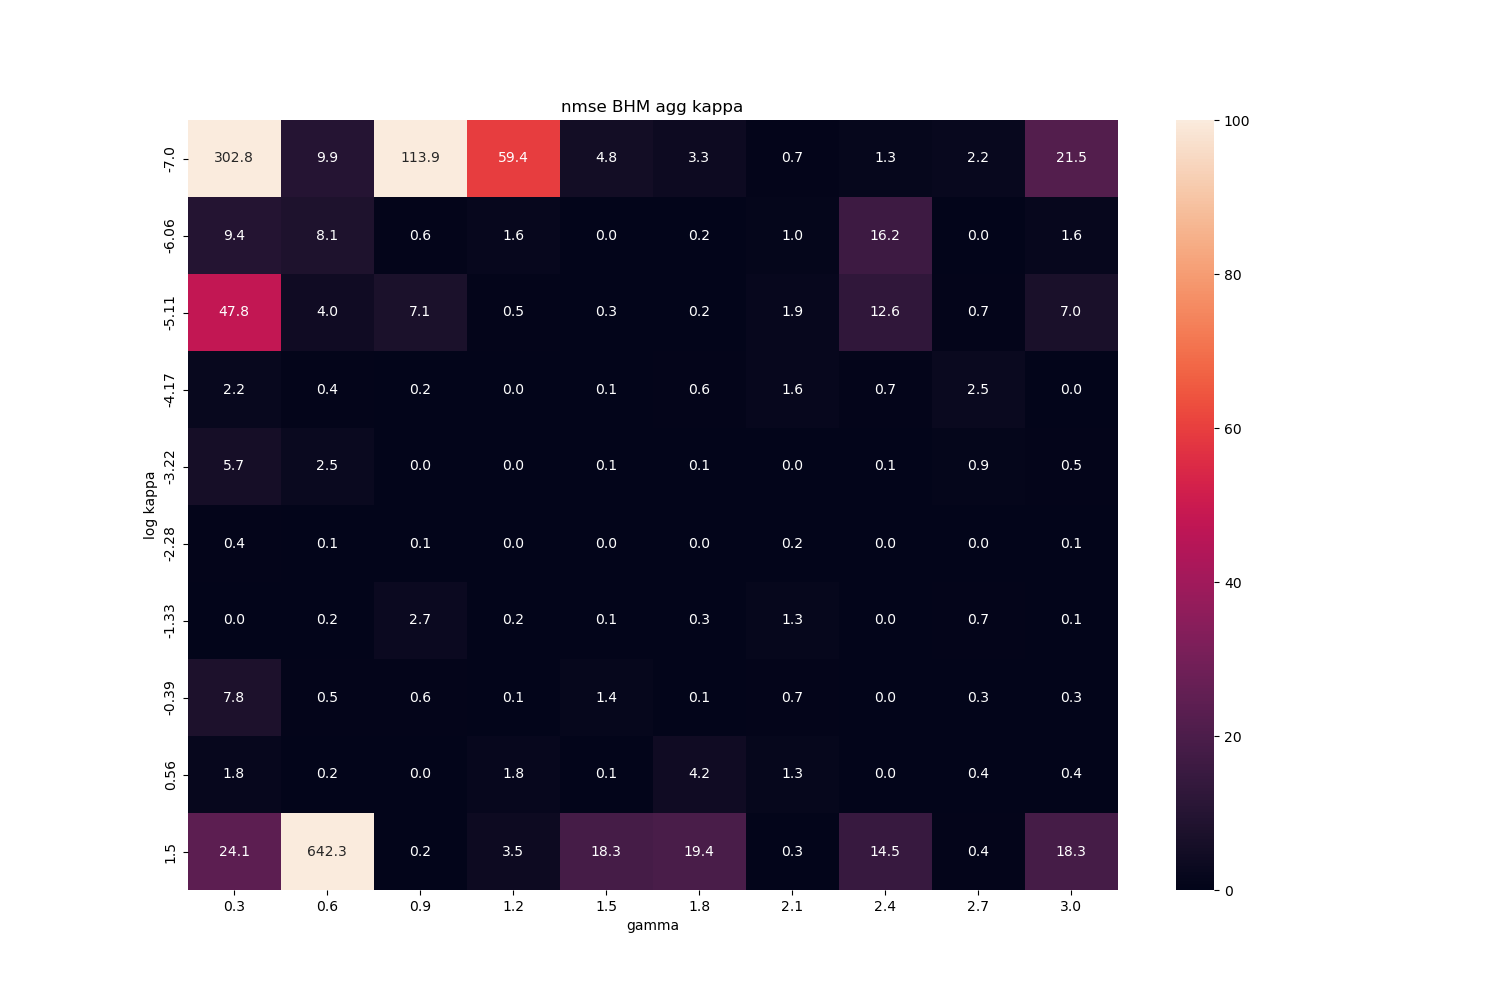 nmse BHM agg kappa
-7.0 302.8 9.9 113.9 59.4 4.8 3.3 0.7 1.3 2.2 21.5
-6.06 9.4 8.1 0.6 1.6 0.0 0.2 1.0 16.2 0.0 1.6
-5.11 47.8 4.0 7.1 0.5 0.3 0.2 1.9 12.6 0.7 7.0
-4.17 2.2 0.4 0.2 0.0 0.1 0.6 1.6 0.7 2.5 0.0
-3.22 5.7 2.5 0.0 0.0 0.1 0.1 0.0 0.1 0.9 0.5
-2.28 0.4 0.1 0.1 0.0 0.0 0.0 0.2 0.0 0.0 0.1
-1.33 0.0 0.2 2.7 0.2 0.1 0.3 1.3 0.0 0.7 0.1
-0.39 7.8 0.5 0.6 0.1 1.4 0.1 0.7 0.0 0.3 0.3
0.56 1.8 0.2 0.0 1.8 0.1 4.2 1.3 0.0 0.4 0.4
1.5 24.1 642.3 0.2 3.5 18.3 19.4 0.3 14.5 0.4 18.3
0.3 0.6 0.9 1.2 1.5 1.8 2.1 2.4 2.7 3.0
gamma
log kappa
100
80
60
40
20
0